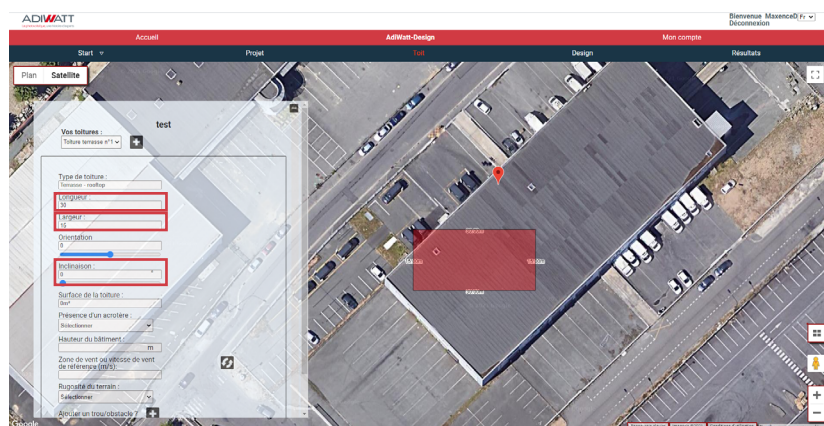 ADIWATT
Bienvenue MaxenceD Fr
Déconnexion
Accueil
AdiWatt-Design
Mon compte
Start
Projet
Toit
Design
Résultats
Plan
Satellite
test
Vos toitures :
Toiture terrasse n°1
Type de toiture :
Terrasse - rooftop
Longueur :
30
Largeur :
15
Orientation
0
Inclinaison :
0 °
Surface de la toiture :
0m²
Présence d'un acrotère :
Sélectionner
Hauteur du bâtiment :
m
Zone de vent ou vitesse de vent
de référence (m/s):
Rugosité du terrain :
Sélectionner
Ajouter un trou/obstacle ?
Google